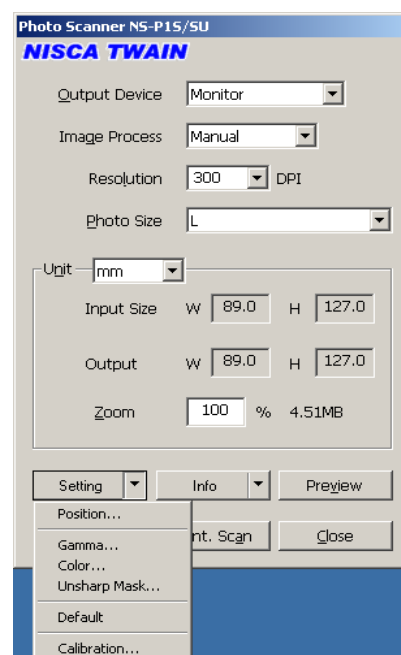 Photo Scanner NS-P1S/SU
NISCA TWAIN
Output Device Monitor
Image Process Manual
Resolution 300 DPI
Photo Size L
Unit mm
Input Size W 89.0 H 127.0
Output W 89.0 H 127.0
Zoom 100 % 4.51MB
Setting Info Preview
Position...
nt. Scan Close
Gamma...
Color...
Unsharp Mask...
Default
Calibration...